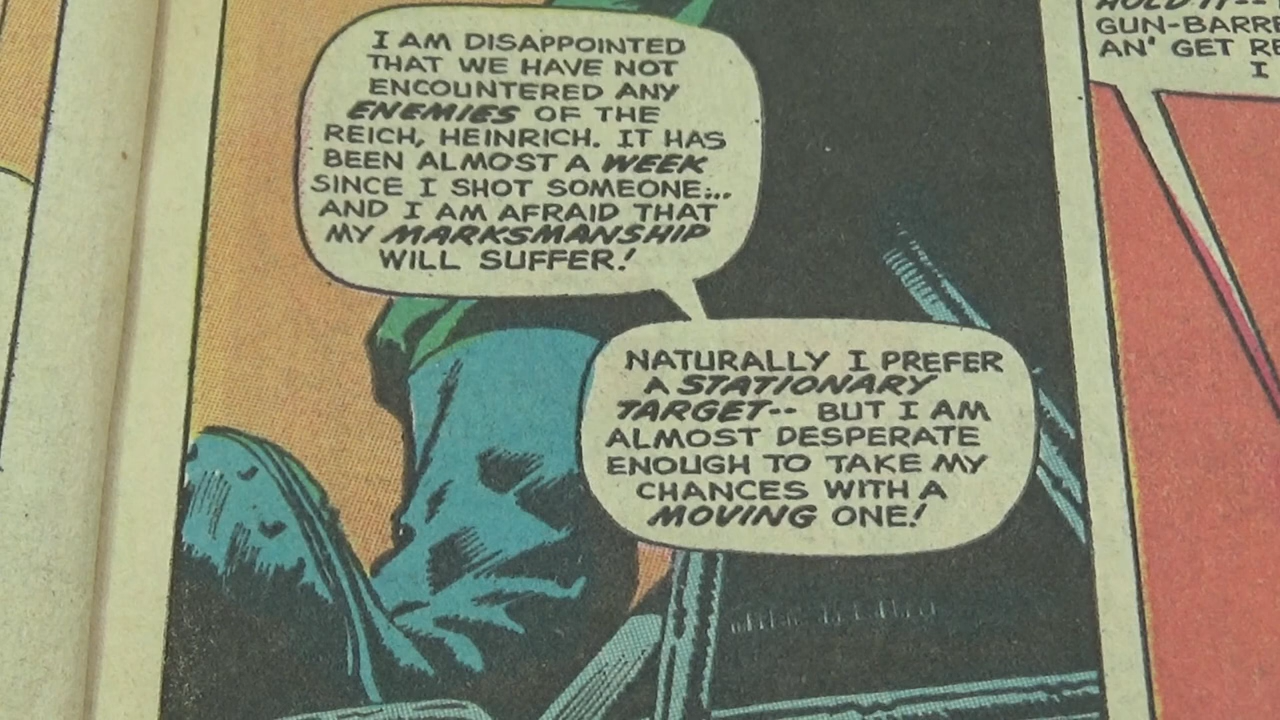 I AM DISAPPOINTED
THAT WE HAVE NOT
ENCOUNTERED ANY
ENEMIES OF THE
REICH, HEINRICH. IT HAS
BEEN ALMOST A WEEK
SINCE I SHOT SOMEONE...
AND I AM AFRAID THAT
MY MARKSMANSHIP
WILL SUFFER!
NATURALLY I PREFER
A STATIONARY
TARGET-- BUT I AM
ALMOST DESPERATE
ENOUGH TO TAKE MY
CHANCES WITH A
MOVING ONE!
HOLD IT--
GUN-BARRE
AN' GET RE
I